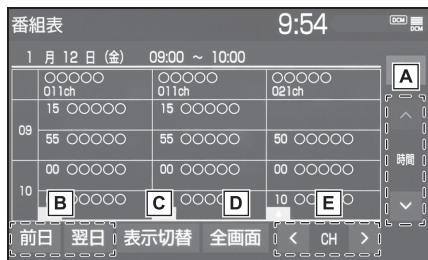 番組表 9:54 DCM DCM
1 月 12 日 (金) 09:00 ～ 10:00
A
○○○○○ ○○○○○ ○○○○○
011ch 011ch 021ch
15 ○○○○○ 15 ○○○○○
09
55 ○○○○○ 55 ○○○○○ 50 ○○○○○
時間
00 ○○○○○ 00 ○○○○○ 00 ○○○○○
10
B C D E
前日 翌日 表示切替 全画面 < CH >